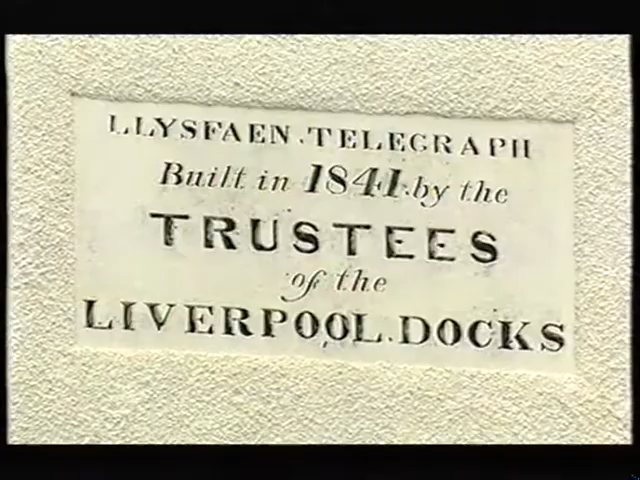 LLYSFAEN.TELEGRAPH
Built in 1841.by the
TRUSTEES
of the
LIVERPOOL.DOCKS